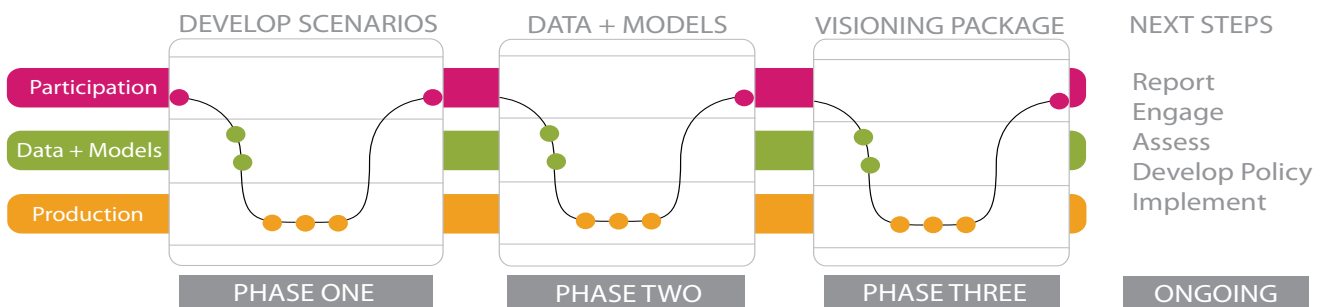 DEVELOP SCENARIOS
DATA + MODELS
VISIONING PACKAGE
NEXT STEPS
Participation
Data + Models
Production
Report
Engage
Assess
Develop Policy
Implement
PHASE ONE
PHASE TWO
PHASE THREE
ONGOING